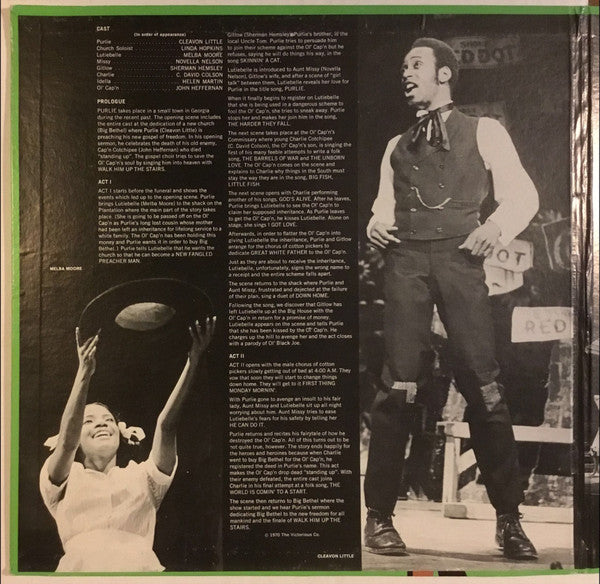 CAST
(In order of appearance)
Purlie CLEAVON LITTLE
Church Soloist LINDA HOPKINS
Lutiebelle MELBA MOORE
Missy NOVELLA NELSON
Gitlow SHERMAN HEMSLEY
Charlie C. DAVID COLSON
Idella HELEN MARTIN
Ol' Cap'n JOHN HEFFERNAN
PROLOGUE
PURLIE takes place in a small town in Georgia
during the recent past. The opening scene includes
the entire cast at the dedication of a new church
(Big Bethel) where Purlie (Cleavon Little) is
preaching his new gospel of freedom. In his opening
sermon, he celebrates the death of his old enemy,
Cap'n Cotchipee (John Heffernan) who died
"standing up". The gospel choir tries to save the
Ol' Cap'n's soul by singing him into heaven with
WALK HIM UP THE STAIRS.
ACT I
ACT I starts before the funeral and shows the
events which led up to the opening scene. Purlie
brings Lutiebelle (Melba Moore) to the shack on the
Plantation where the main part of the story takes
place. (She is going to be passed off on the Ol'
Cap'n as Purlie's long lost cousin whose mother
had been left an inheritance for lifelong service to a
white family. The Ol' Cap'n has been holding this
money and Purlie wants it in order to buy Big
Bethel.) Purlie tells Lutiebelle that he wants the
church so that he can become a NEW FANGLED
PREACHER MAN.
MELBA MOORE
Gitlow (Sherman Hemsley) Purlie's brother, is the
local Uncle Tom. Purlie tries to persuade him
to join their scheme against the Ol' Cap'n but he
refuses, saying he will do things his way, in the
song SKINNIN' A CAT.
Lutiebelle is introduced to Aunt Missy (Novella
Nelson), Gitlow's wife, and after a scene of "girl
talk" between them, Lutiebelle reveals her love for
Purlie in the title song, PURLIE.
When it finally begins to register on Lutiebelle
that she is being used in a dangerous scheme to
fool the Ol' Cap'n, she tries to sneak away. Purlie
stops her and makes her join him in the song,
THE HARDER THEY FALL.
The next scene takes place at the Ol' Cap'n's
Commissary where young Charlie Cotchipee
(C. David Colson), the Ol' Cap'n's son, is singing the
first of his many feeble attempts to write a folk
song, THE BARRELS OF WAR and THE UNBORN
LOVE. The Ol' Cap'n comes on the scene and
explains to Charlie why things in the South must
stay the way they are in the song, BIG FISH,
LITTLE FISH.
The next scene opens with Charlie performing
another of his songs. GOD'S ALIVE. After he leaves,
Purlie brings Lutiebelle to see the Ol' Cap'n to
claim her supposed inheritance. As Purlie leaves
to get the Ol' Cap'n, he kisses Lutiebelle. Alone on
stage, she sings I GOT LOVE.
Afterwards, in order to flatter the Ol' Cap'n into
giving Lutiebelle the inheritance, Purlie and Gitlow
arrange for the chorus of cotton pickers to
dedicate GREAT WHITE FATHER to the Ol' Cap'n.
Just as they are about to receive the inheritance,
Lutiebelle, unfortunately, signs the wrong name to
a receipt and the entire scheme falls apart.
The scene returns to the shack where Purlie and
Aunt Missy, frustrated and dejected at the failure
of their plan, sing a duet of DOWN HOME.
Following the song, we discover that Gitlow has
left Lutiebelle up at the Big House with the
Ol' Cap'n in return for a promise of money.
Lutiebelle appears on the scene and tells Purlie
that she has been kissed by the Ol' Cap'n. He
charges up the hill to avenge her and the act closes
with a parody of Ol' Black Joe.
ACT II
ACT II opens with the male chorus of cotton
pickers slowly getting out of bed at 4:00 A.M. They
vow that soon they will start to change things
down home. They will get to it FIRST THING
MONDAY MORNIN'.
With Purlie gone to avenge an insult to his fair
lady, Aunt Missy and Lutiebelle sit up all night
worrying about him. Aunt Missy tries to ease
Lutiebelle's fears for his safety by telling her
HE CAN DO IT.
Purlie returns and recites his fairytale of how he
destroyed the Ol' Cap'n. All of this turns out to be
not quite true, however. The story ends happily for
the heroes and heroines because when Charlie
went to buy Big Bethel for the Ol' Cap'n, he
registered the deed in Purlie's name. This act
makes the Ol' Cap'n drop dead "standing up". With
their enemy defeated, the entire cast joins
Charlie in his final attempt at a folk song, THE
WORLD IS COMIN' TO A START.
The scene then returns to Big Bethel where the
show started and we hear Purlie's sermon
dedicating Big Bethel to the new freedom for all
mankind and the finale of WALK HIM UP THE
STAIRS.
© 1970 The Victorious Co.
CLEAVON LITTLE
OT
RED